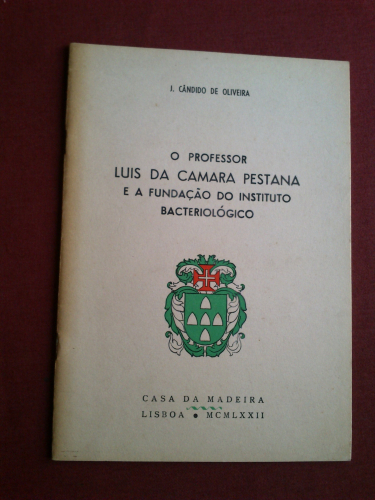 J. CÂNDIDO DE OLIVEIRA
O PROFESSOR
LUIS DA CAMARA PESTANA
E A FUNDAÇÃO DO INSTITUTO
BACTERIOLÓGICO
CASA DA MADEIRA
LISBOA ● MCMLXXII